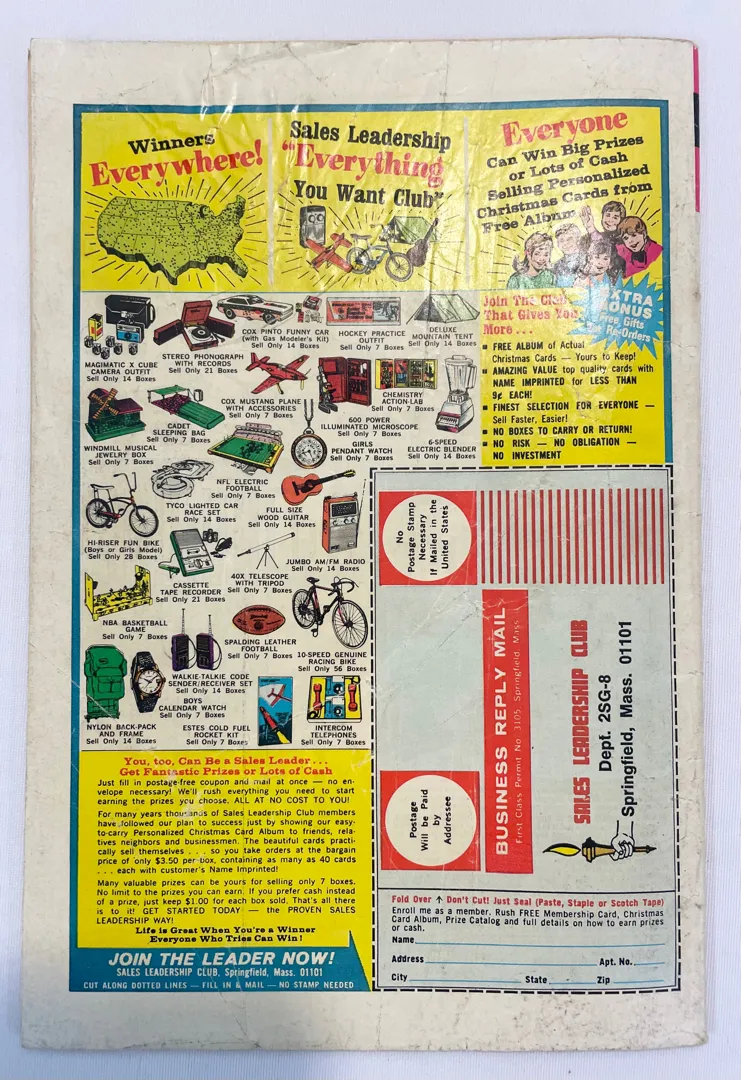 Winners
Everywhere!
Sales Leadership
"Everything
You Want Club"
Everyone
Can Win Big Prizes
or Lots of Cash
Selling Personalized
Christmas Cards from
Free Album
MAGIMATIC X CUBE
CAMERA OUTFIT
Sell Only 14 Boxes
STEREO PHONOGRAPH
WITH RECORDS
Sell Only 21 Boxes
COX PINTO FUNNY CAR
(with Gas Modeler's Kit)
Sell Only 14 Boxes
HOCKEY PRACTICE
OUTFIT
Sell Only 7 Boxes
DELUXE
MOUNTAIN TENT
Sell Only 14 Boxes
WINDMILL MUSICAL
JEWELRY BOX
Sell Only 7 Boxes
CADET
SLEEPING BAG
Sell Only 7 Boxes
COX MUSTANG PLANE
WITH ACCESSORIES
Sell Only 7 Boxes
600 POWER
ILLUMINATED MICROSCOPE
Sell Only 7 Boxes
CHEMISTRY
ACTION-LAB
Sell Only 7 Boxes
GIRLS
PENDANT WATCH
Sell Only 7 Boxes
6-SPEED
ELECTRIC BLENDER
Sell Only 14 Boxes
NFL ELECTRIC
FOOTBALL
Sell Only 7 Boxes
HI-RISER FUN BIKE
(Boys or Girls Model)
Sell Only 28 Boxes
TYCO LIGHTED CAR
RACE SET
Sell Only 14 Boxes
FULL SIZE
WOOD GUITAR
Sell Only 14 Boxes
JUMBO AM/FM RADIO
Sell Only 14 Boxes
CASSETTE
TAPE RECORDER
Sell Only 21 Boxes
40X TELESCOPE
WITH TRIPOD
Sell Only 7 Boxes
NBA BASKETBALL
GAME
Sell Only 7 Boxes
SPALDING LEATHER
FOOTBALL
Sell Only 7 Boxes
10-SPEED GENUINE
RACING BIKE
Sell Only 56 Boxes
WALKIE-TALKIE CODE
SENDER/RECEIVER SET
Sell Only 14 Boxes
NYLON BACK-PACK
AND FRAME
Sell Only 14 Boxes
BOYS
CALENDAR WATCH
Sell Only 7 Boxes
ESTES COLD FUEL
ROCKET KIT
Sell Only 7 Boxes
INTERCOM
TELEPHONES
Sell Only 7 Boxes
Join The Club
That Gives You
More . . .
EXTRA
BONUS
Free Gifts
Re-Orders
■ FREE ALBUM of Actual
Christmas Cards — Yours to Keep!
■ AMAZING VALUE top quality cards with
NAME IMPRINTED for LESS THAN
9¢ EACH!
■ FINEST SELECTION FOR EVERYONE —
Sell Faster, Easier!
■ NO BOXES TO CARRY OR RETURN!
■ NO RISK — NO OBLIGATION —
NO INVESTMENT
You, too, Can Be a Sales Leader . . .
Get Fantastic Prizes or Lots of Cash
Just fill in postage-free coupon and mail at once — no en-
velope necessary! We'll rush everything you need to start
earning the prizes you choose. ALL AT NO COST TO YOU!
For many years thousands of Sales Leadership Club members
have followed our plan to success just by showing our easy-
to-carry Personalized Christmas Card Album to friends, rela-
tives neighbors and businessmen. The beautiful cards practi-
cally sell themselves . . . so you take orders at the bargain
price of only $3.50 per box, containing as many as 40 cards
. . . each with customer's Name Imprinted!
Many valuable prizes can be yours for selling only 7 boxes.
No limit to the prizes you can earn. If you prefer cash instead
of a prize, just keep $1.00 for each box sold. That's all there
is to it! GET STARTED TODAY — the PROVEN SALES
LEADERSHIP WAY!
Life is Great When You're a Winner
Everyone Who Tries Can Win!
JOIN THE LEADER NOW!
SALES LEADERSHIP CLUB, Springfield, Mass. 01101
CUT ALONG DOTTED LINES — FILL IN & MAIL — NO STAMP NEEDED
No
Postage Stamp
Necessary
If Mailed in the
United States
Postage
Will be Paid
by
Addressee
BUSINESS REPLY MAIL
First Class Permit No. 3105, Springfield, Mass.
SALES LEADERSHIP CLUB
Dept. 2SG-8
Springfield, Mass. 01101
Fold Over ↑ Don't Cut! Just Seal (Paste, Staple or Scotch Tape)
Enroll me as a member. Rush FREE Membership Card, Christmas
Card Album, Prize Catalog and full details on how to earn prizes
or cash.
Name
Address Apt. No.
City State Zip